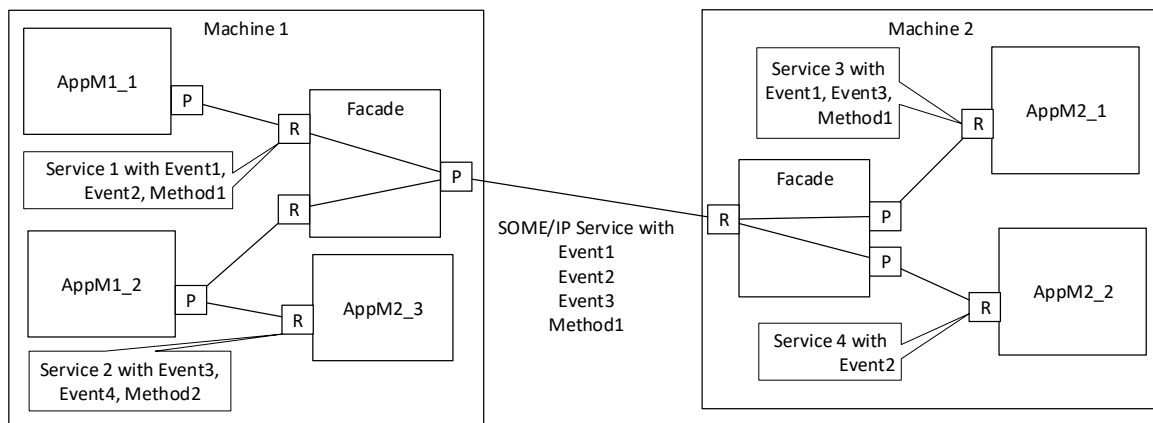 Machine 1
AppM1_1
P
Facade
R
Service 1 with Event1,
Event2, Method1
P
R
AppM1_2
P
AppM2_3
R
Service 2 with Event3,
Event4, Method2
SOME/IP Service with
Event1
Event2
Event3
Method1
Machine 2
Service 3 with
Event1, Event3,
Method1
R
AppM2_1
Facade
R
P
P
AppM2_2
R
Service 4 with
Event2